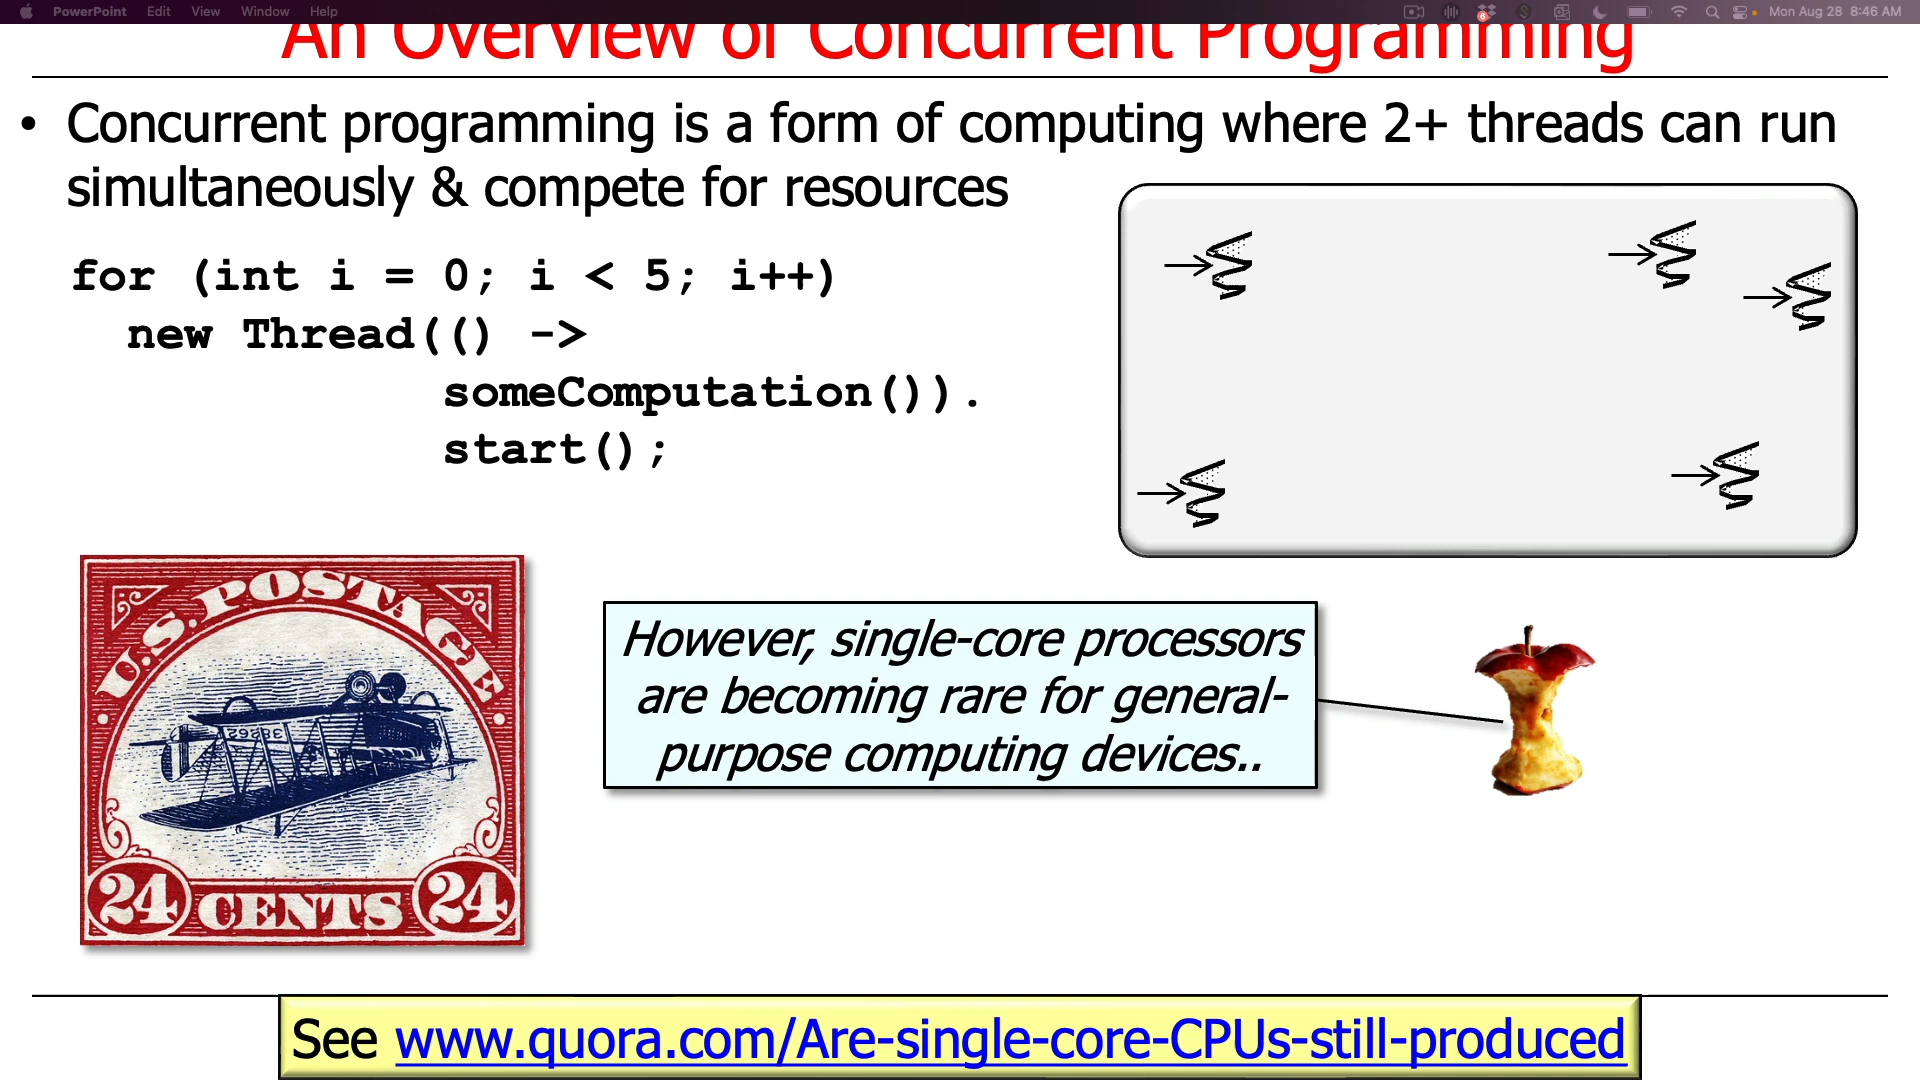 PowerPoint Edit View Window Help
6
Mon Aug 28 8:46 AM
An Overview of Concurrent Programming
• Concurrent programming is a form of computing where 2+ threads can run
simultaneously & compete for resources
for (int i = 0; i < 5; i++)
new Thread(() ->
someComputation()).
start();
U.S. POSTAGE
38262
24 CENTS 24
However, single-core processors
are becoming rare for general-
purpose computing devices..
See www.quora.com/Are-single-core-CPUs-still-produced